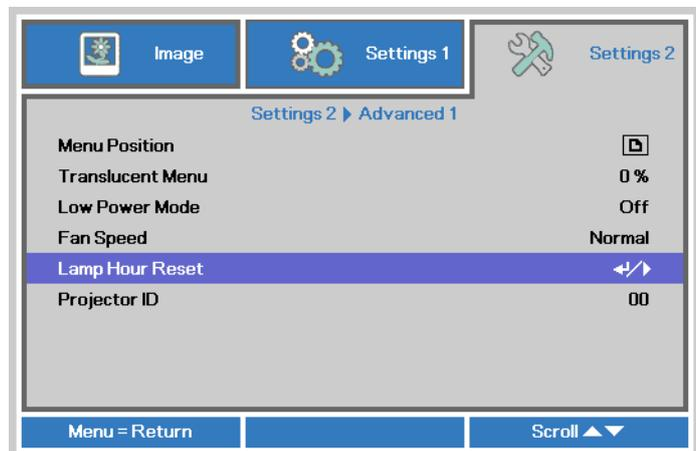 Image
Settings 1
Settings 2
Settings 2 ▶ Advanced 1
Menu Position
Translucent Menu 0 %
Low Power Mode Off
Fan Speed Normal
Lamp Hour Reset ↵/▶
Projector ID 00
Menu = Return
Scroll ▲▼